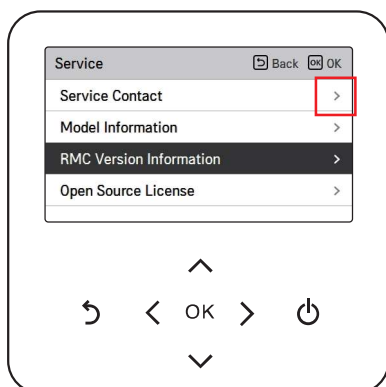 Service Back OK OK
Service Contact >
Model Information >
RMC Version Information >
Open Source License >
OK